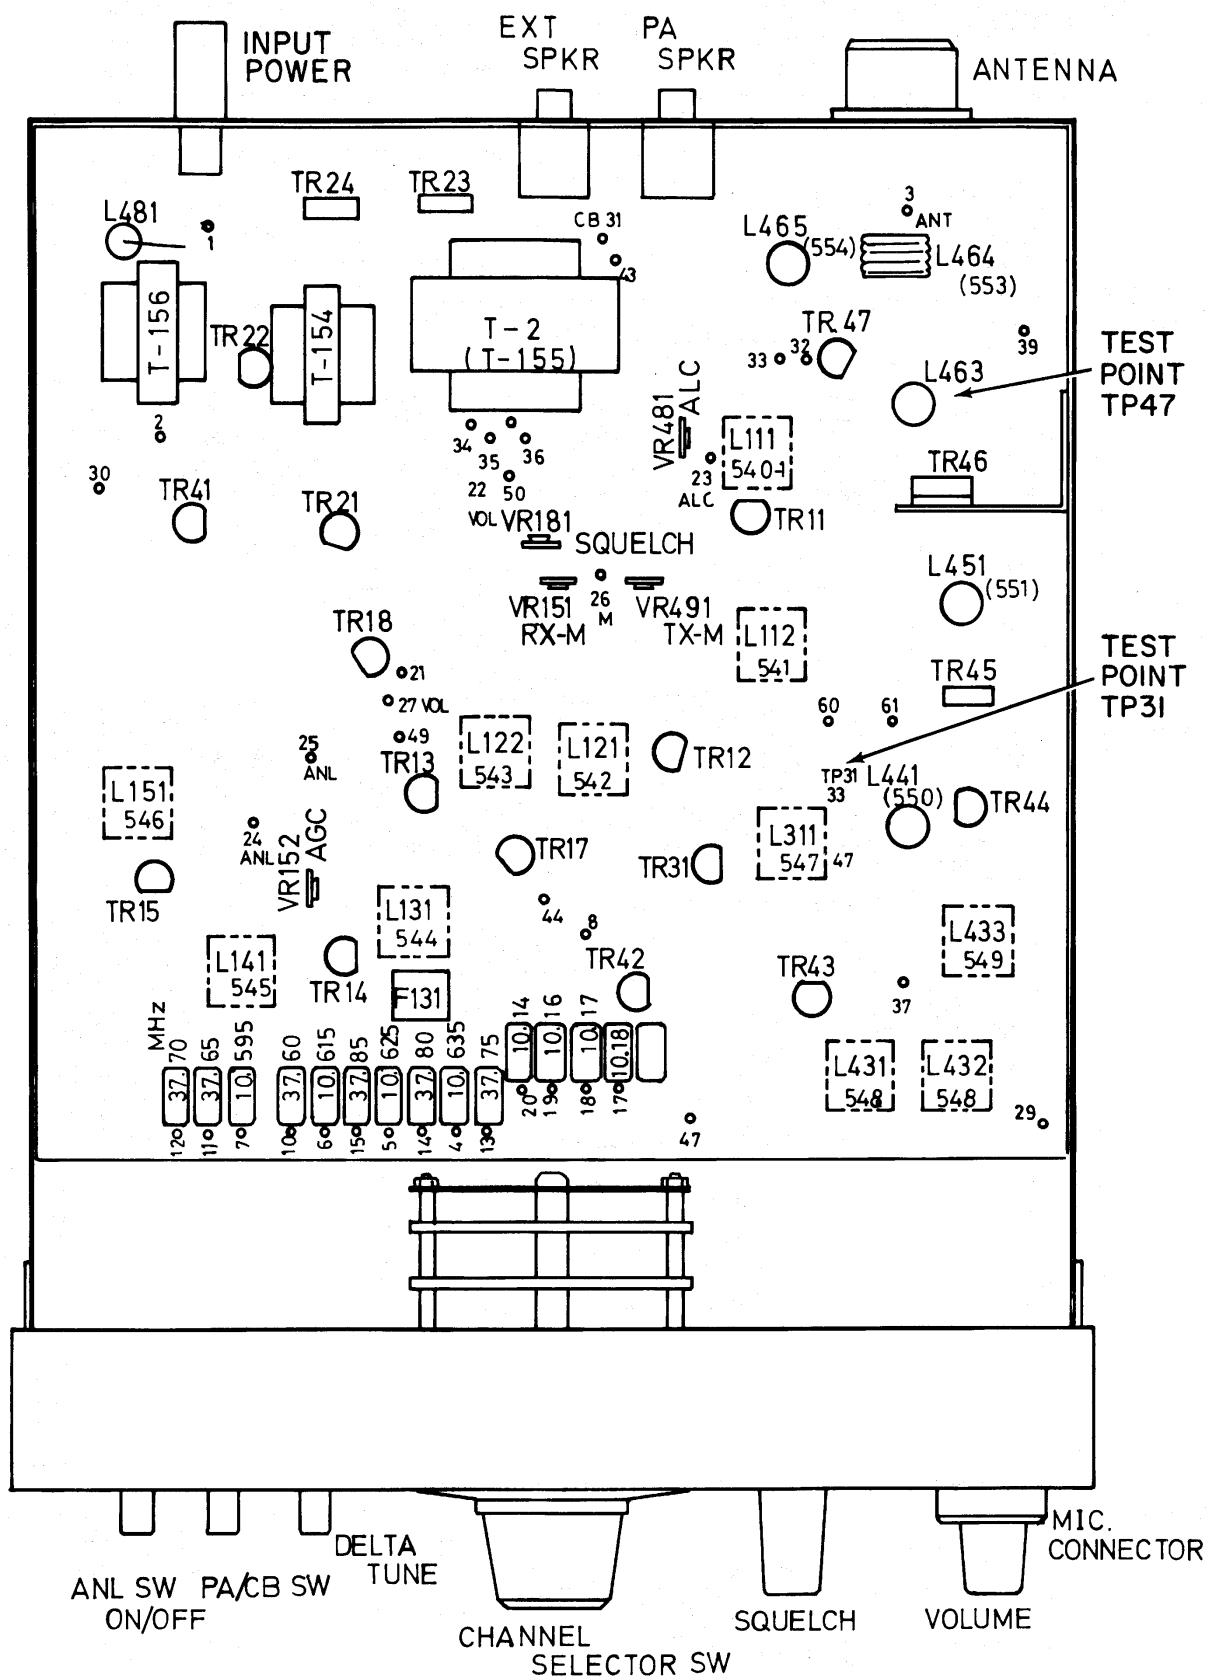 INPUT
POWER
EXT
SPKR
PA
SPKR
ANTENNA
TR24
TR23
L481
1
CB 31
43
3
ANT
L465
(554)
L464
(553)
T-156
TR22
T-154
T-2
(T-155)
TR.47
33
32
39
TEST
POINT
TP47
L463
VR481
ALC
L111
540-1
23
ALC
TR46
2
30
34
35
36
22
50
VOL
VR181
TR41
TR21
TR11
SQUELCH
VR151
RX-M
26
M
VR491
TX-M
L451
(551)
L112
541
TR18
21
27 VOL
49
TEST
POINT
TP31
TR45
60
61
25
ANL
TR13
L122
543
L121
542
TR12
TP31
33
L441
(550)
TR44
L151
546
24
ANL
VR152
AGC
TR17
TR31
L311
547
47
TR15
L131
544
44
8
L433
549
L141
545
TR14
F131
TR42
TR43
37
MHz
37.70
37.65
10.595
37.60
10.615
37.85
10.625
37.80
10.635
37.75
10.14
10.16
10.17
10.18
L431
548
L432
548
12
11
7
10
6
15
5
14
4
13
20
19
18
17
47
29
DELTA
TUNE
MIC.
CONNECTOR
ANL SW
ON/OFF
PA/CB SW
CHANNEL
SELECTOR SW
SQUELCH
VOLUME